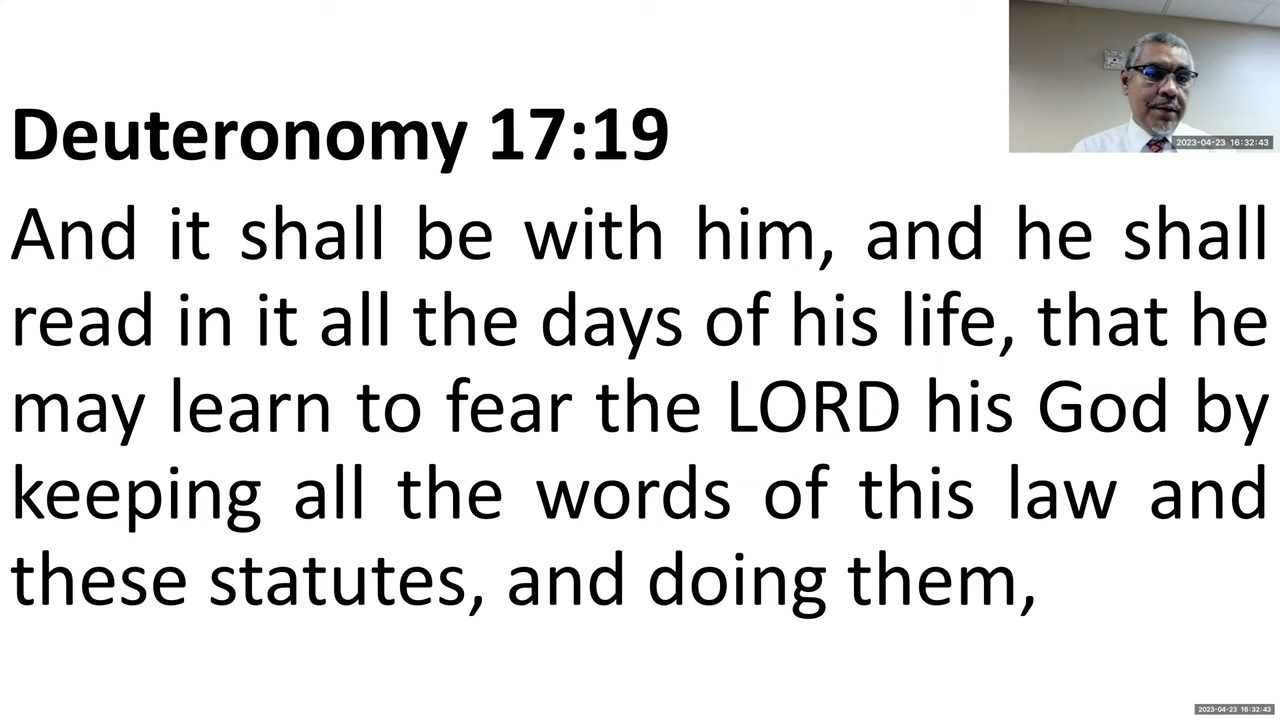 Deuteronomy 17:19
And it shall be with him, and he shall
read in it all the days of his life, that he
may learn to fear the LORD his God by
keeping all the words of this law and
these statutes, and doing them,
2023-04-23 16:32:43
2023-04-23 16:32:43